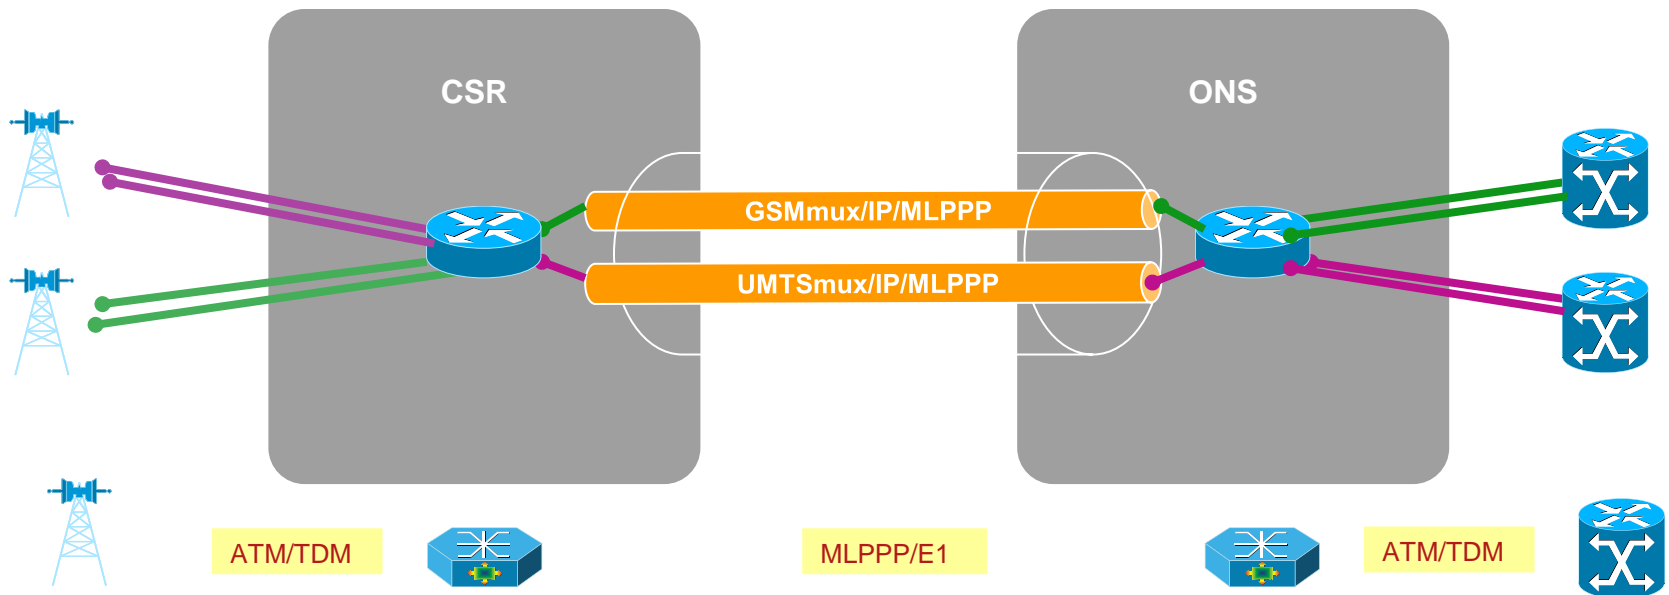 CSR
ONS
GSMmux/IP/MLPPP
UMTSmux/IP/MLPPP
ATM/TDM
MLPPP/E1
ATM/TDM